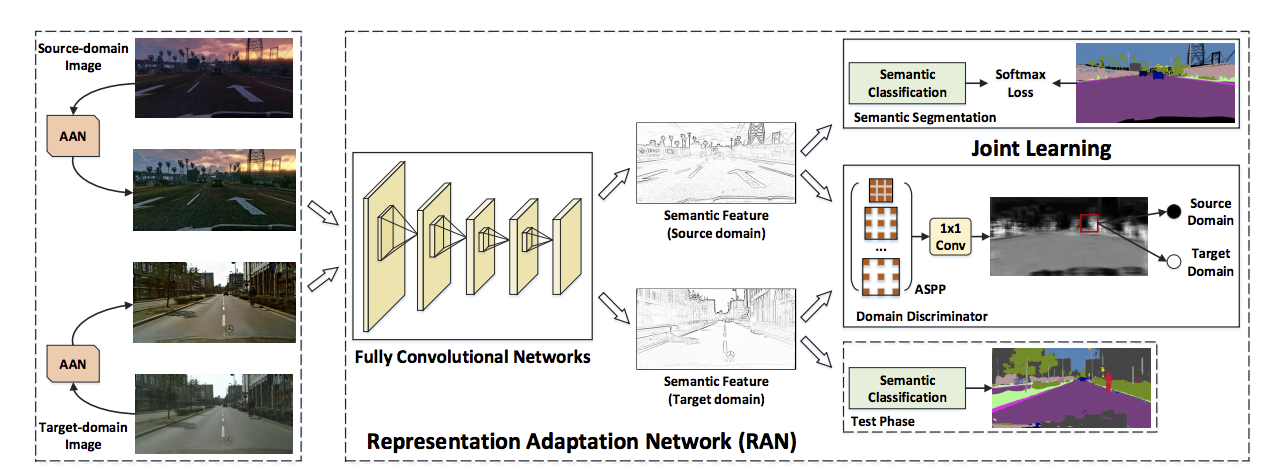 Source-domain
Image
AAN
AAN
Target-domain
Image
Fully Convolutional Networks
Semantic Feature
(Source domain)
Semantic Feature
(Target domain)
Representation Adaptation Network (RAN)
Semantic
Classification
Softmax
Loss
Semantic Segmentation
Joint Learning
...
ASPP
1x1
Conv
Source
Domain
Target
Domain
Domain Discriminator
Semantic
Classification
Test Phase